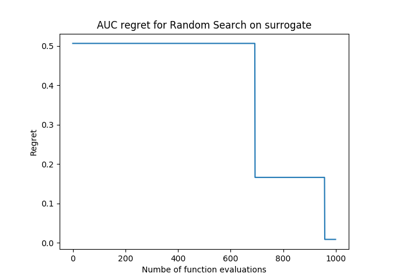 AUC regret for Random Search on surrogate
0.5
0.4
0.3
0.2
0.1
0.0
Regret
0 200 400 600 800 1000
Numbe of function evaluations